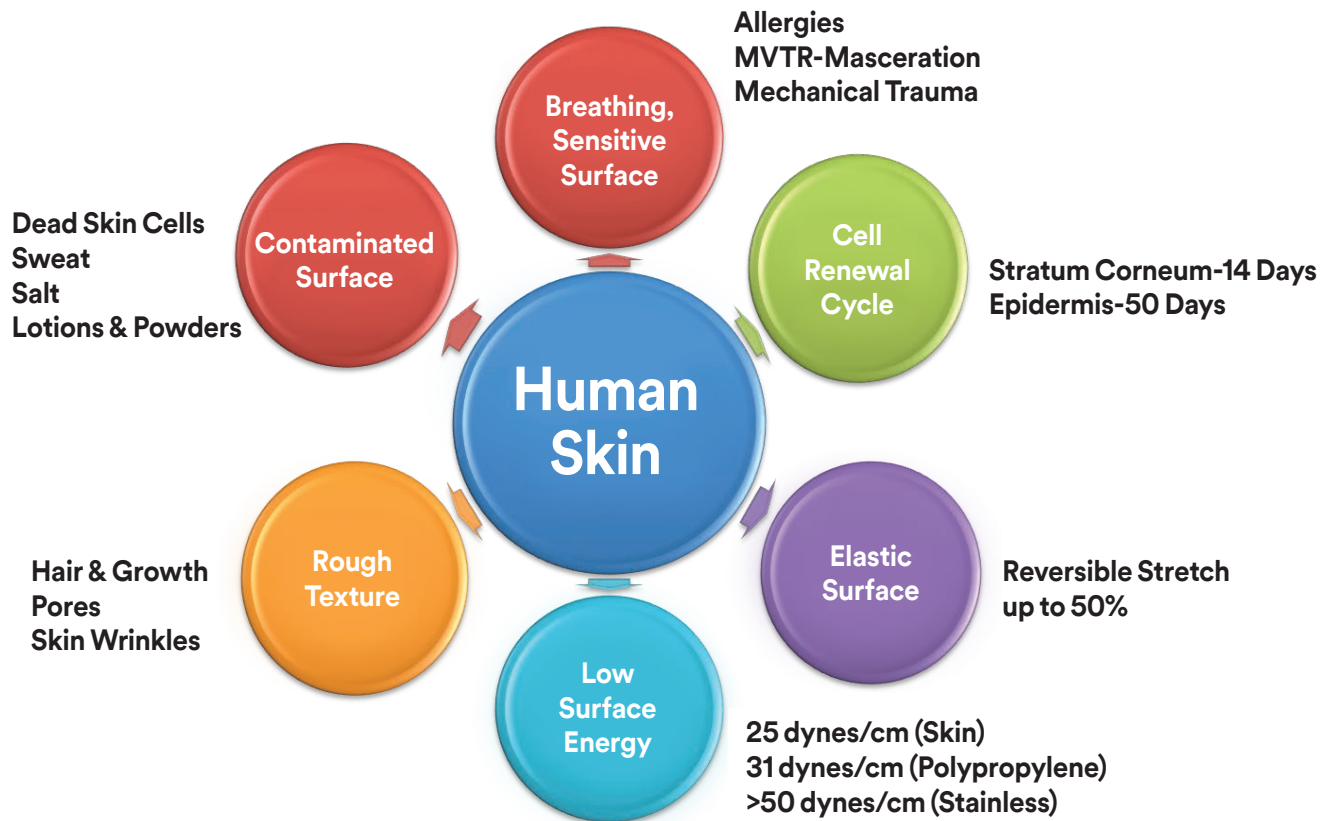 Allergies
MVTR-Masceration
Mechanical Trauma
Breathing,
Sensitive
Surface
Dead Skin Cells
Sweat
Salt
Lotions & Powders
Contaminated
Surface
Cell
Renewal
Cycle
Stratum Corneum-14 Days
Epidermis-50 Days
Human
Skin
Hair & Growth
Pores
Skin Wrinkles
Rough
Texture
Elastic
Surface
Reversible Stretch
up to 50%
Low
Surface
Energy
25 dynes/cm (Skin)
31 dynes/cm (Polypropylene)
>50 dynes/cm (Stainless)